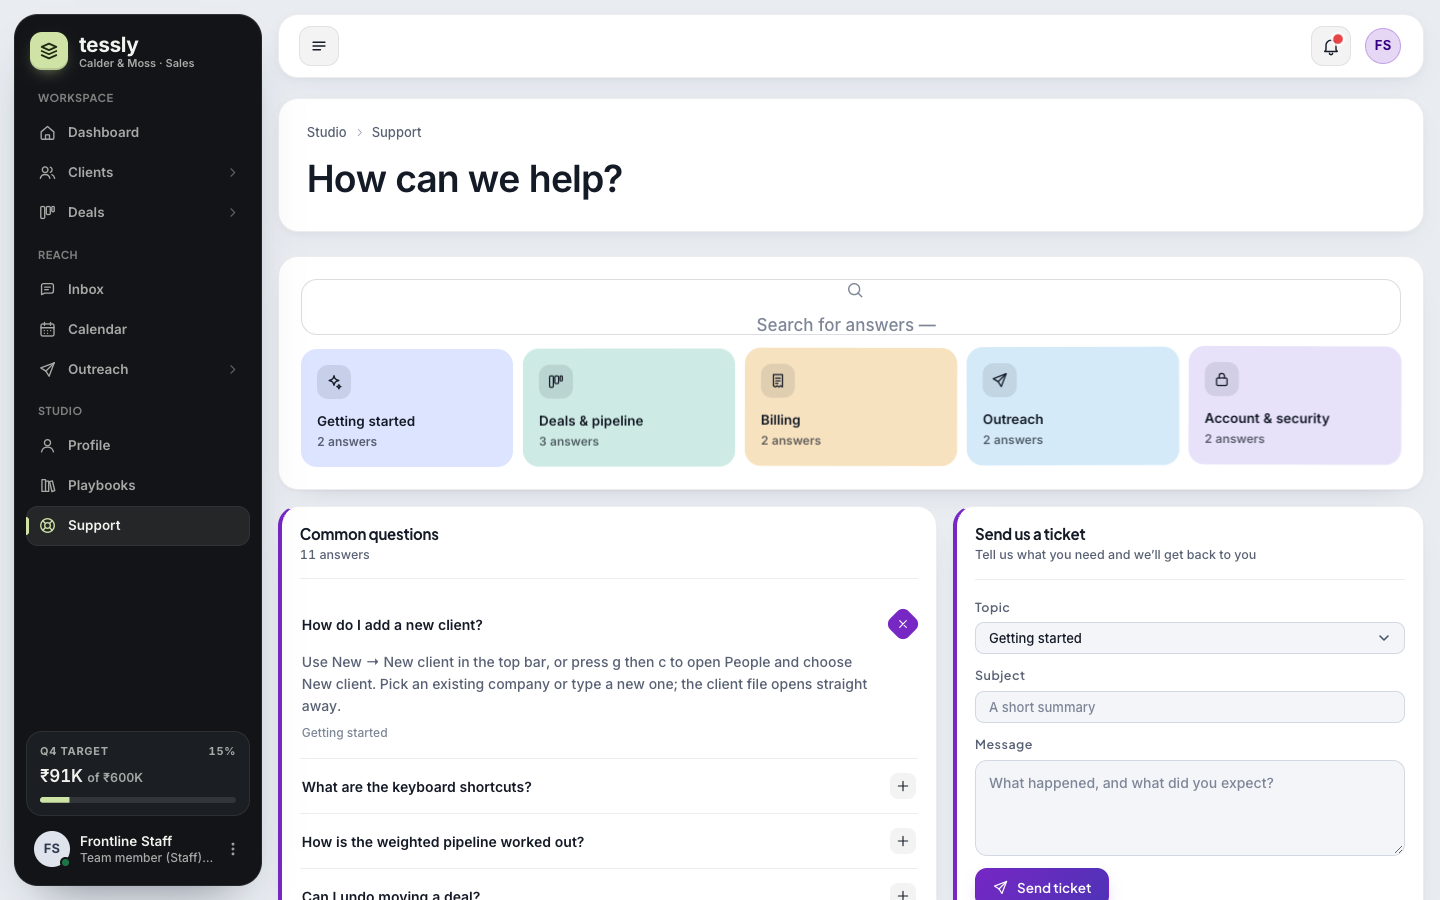 tessly
Calder & Moss · Sales
WORKSPACE
Dashboard
Clients
Deals
REACH
Inbox
Calendar
Outreach
STUDIO
Profile
Playbooks
Support
Q4 TARGET 15%
₹91K of ₹600K
FS
Frontline Staff
Team member (Staff)...
FS
Studio > Support
How can we help?
Search for answers —
Getting started
2 answers
Deals & pipeline
3 answers
Billing
2 answers
Outreach
2 answers
Account & security
2 answers
Common questions
11 answers
How do I add a new client?
Use New → New client in the top bar, or press g then c to open People and choose
New client. Pick an existing company or type a new one; the client file opens straight
away.
Getting started
What are the keyboard shortcuts?
How is the weighted pipeline worked out?
Can I undo moving a deal?
Send us a ticket
Tell us what you need and we’ll get back to you
Topic
Getting started
Subject
A short summary
Message
What happened, and what did you expect?
Send ticket